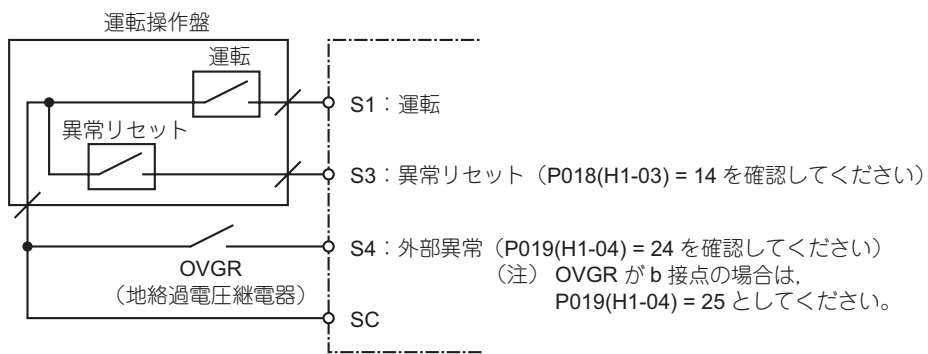 運転操作盤
運転
S1：運転
異常リセット
S3：異常リセット（P018(H1-03) = 14 を確認してください）
S4：外部異常（P019(H1-04) = 24 を確認してください）
OVGR
（地絡過電圧継電器）
（注） OVGR が b 接点の場合は,
P019(H1-04) = 25 としてください。
SC